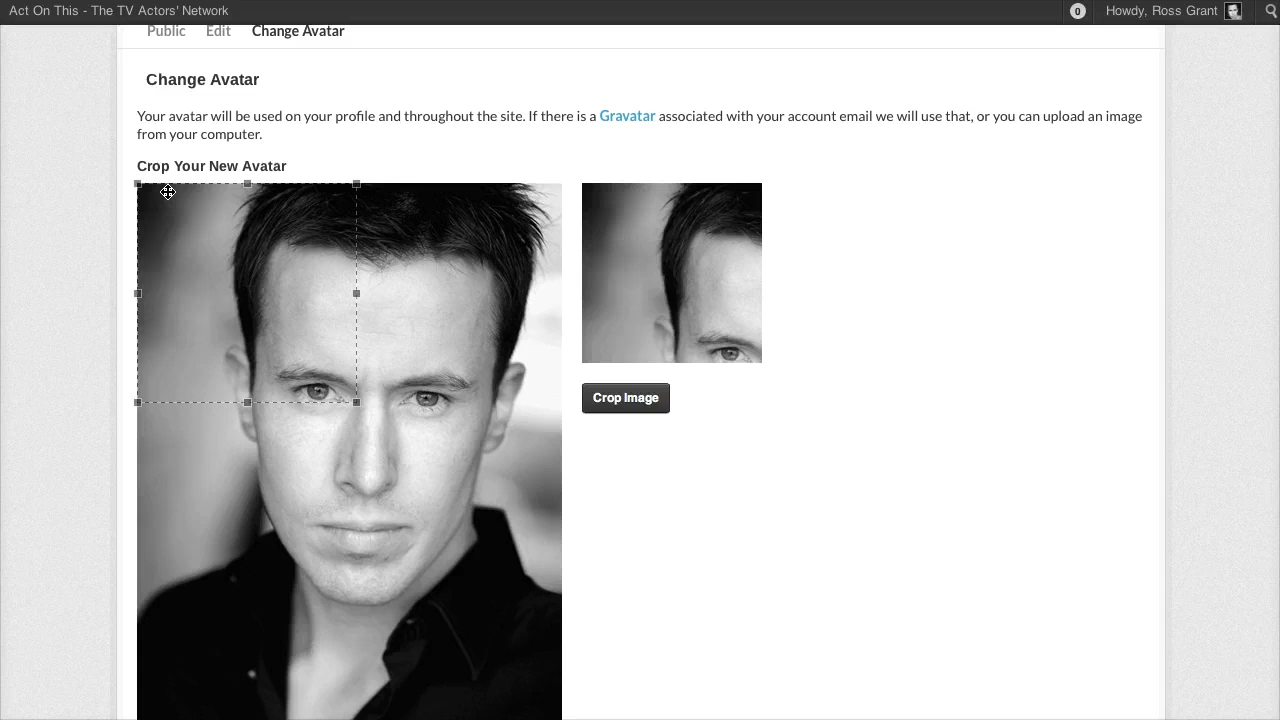 Act On This - The TV Actors' Network
0
Howdy, Ross Grant
Public
Edit
Change Avatar
Change Avatar
Your avatar will be used on your profile and throughout the site. If there is a Gravatar associated with your account email we will use that, or you can upload an image
from your computer.
Crop Your New Avatar
Crop Image